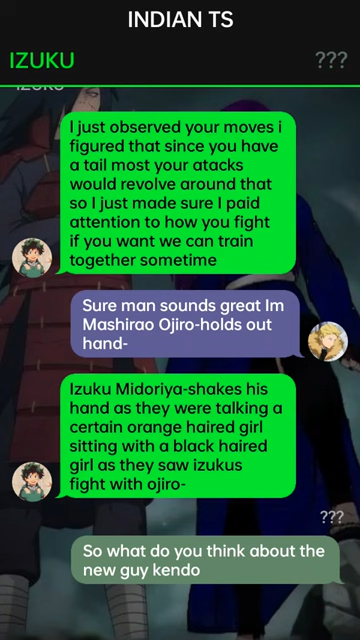 INDIAN TS
IZUKU
???
IZUKU
I just observed your moves i
figured that since you have
a tail most your atacks
would revolve around that
so I just made sure I paid
attention to how you fight
if you want we can train
together sometime
Sure man sounds great Im
Mashirao Ojiro-holds out
hand-
Izuku Midoriya-shakes his
hand as they were talking a
certain orange haired girl
sitting with a black haired
girl as they saw izukus
fight with ojiro-
???
So what do you think about the
new guy kendo